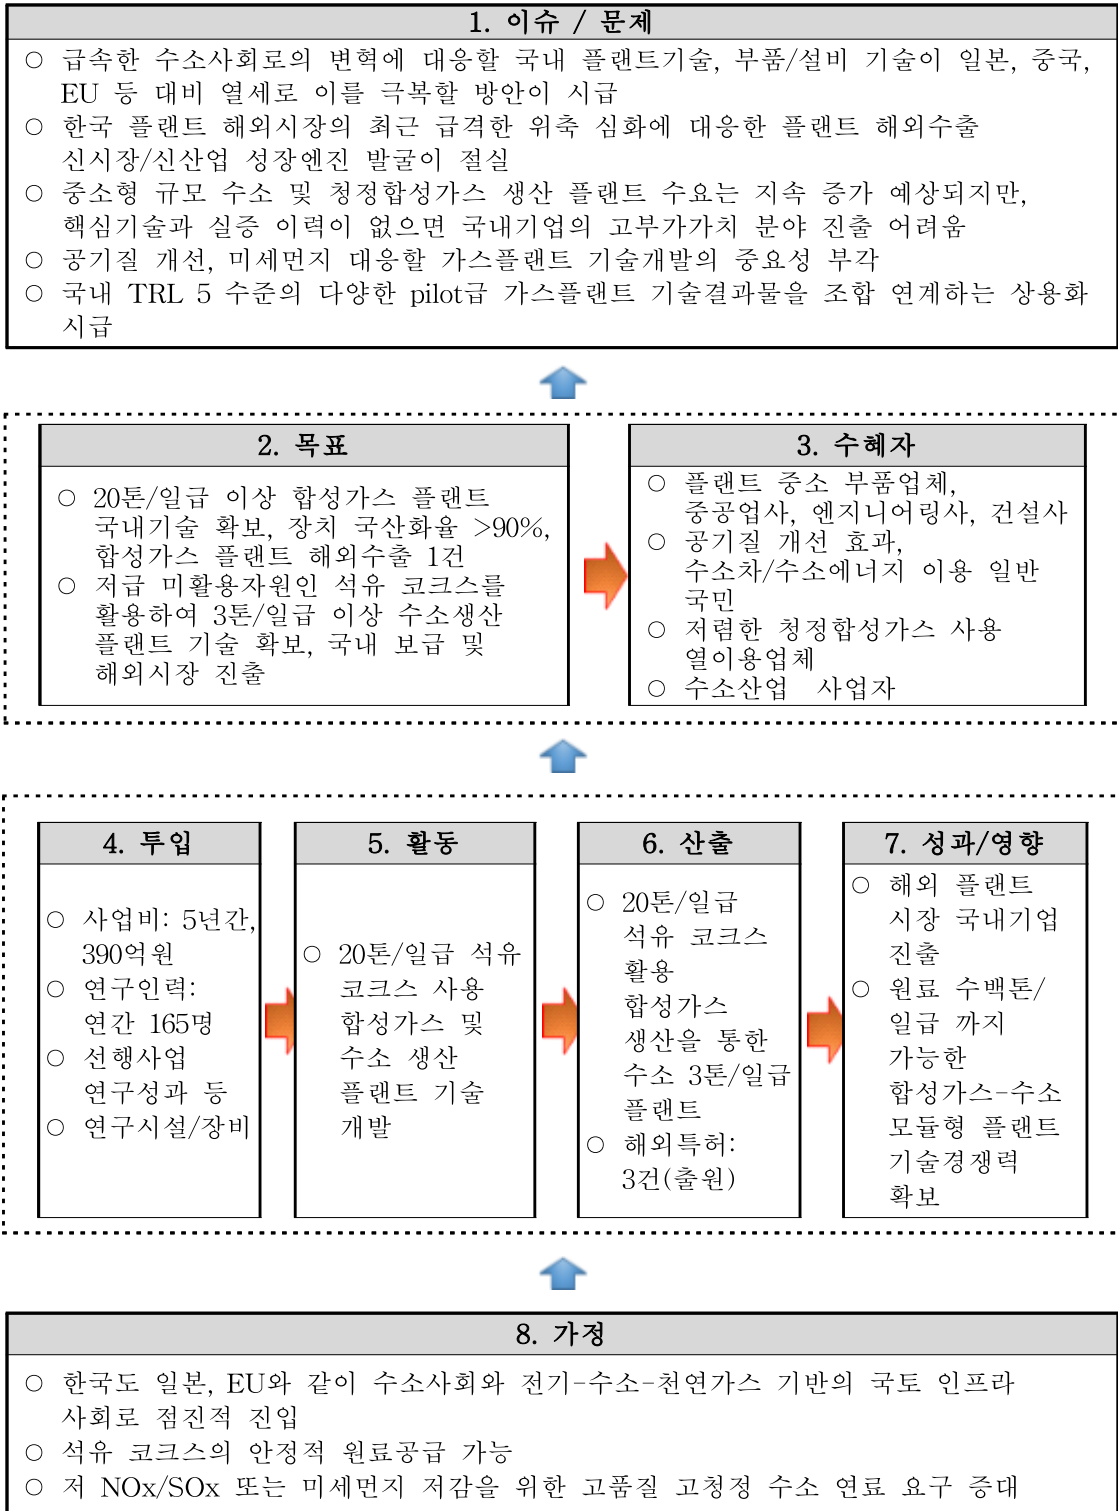 1. 이슈 / 문제
○ 급속한 수소사회로의 변혁에 대응할 국내 플랜트기술, 부품/설비 기술이 일본, 중국,
EU 등 대비 열세로 이를 극복할 방안이 시급
○ 한국 플랜트 해외시장의 최근 급격한 위축 심화에 대응한 플랜트 해외수출
신시장/신산업 성장엔진 발굴이 절실
○ 중소형 규모 수소 및 청정합성가스 생산 플랜트 수요는 지속 증가 예상되지만,
핵심기술과 실증 이력이 없으면 국내기업의 고부가가치 분야 진출 어려움
○ 공기질 개선, 미세먼지 대응할 가스플랜트 기술개발의 중요성 부각
○ 국내 TRL 5 수준의 다양한 pilot급 가스플랜트 기술결과물을 조합 연계하는 상용화
시급
2. 목표
○ 20톤/일급 이상 합성가스 플랜트
국내기술 확보, 장치 국산화율 >90%,
합성가스 플랜트 해외수출 1건
○ 저급 미활용자원인 석유 코크스를
활용하여 3톤/일급 이상 수소생산
플랜트 기술 확보, 국내 보급 및
해외시장 진출
3. 수혜자
○ 플랜트 중소 부품업체,
중공업사, 엔지니어링사, 건설사
○ 공기질 개선 효과,
수소차/수소에너지 이용 일반
국민
○ 저렴한 청정합성가스 사용
열이용업체
○ 수소산업 사업자
4. 투입
○ 사업비: 5년간,
390억원
○ 연구인력:
연간 165명
○ 선행사업
연구성과 등
○ 연구시설/장비
5. 활동
○ 20톤/일급 석유
코크스 사용
합성가스 및
수소 생산
플랜트 기술
개발
6. 산출
○ 20톤/일급
석유 코크스
활용
합성가스
생산을 통한
수소 3톤/일급
플랜트
○ 해외특허:
3건(출원)
7. 성과/영향
○ 해외 플랜트
시장 국내기업
진출
○ 원료 수백톤/
일급 까지
가능한
합성가스-수소
모듈형 플랜트
기술경쟁력
확보
8. 가정
○ 한국도 일본, EU와 같이 수소사회와 전기-수소-천연가스 기반의 국토 인프라
사회로 점진적 진입
○ 석유 코크스의 안정적 원료공급 가능
○ 저 NOx/SOx 또는 미세먼지 저감을 위한 고품질 고청정 수소 연료 요구 증대